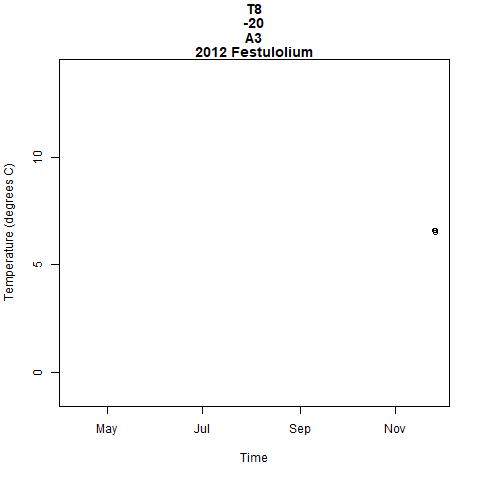 T8
-20
A3
2012 Festulolium
Temperature (degrees C)
10
5
0
May Jul Sep Nov
Time